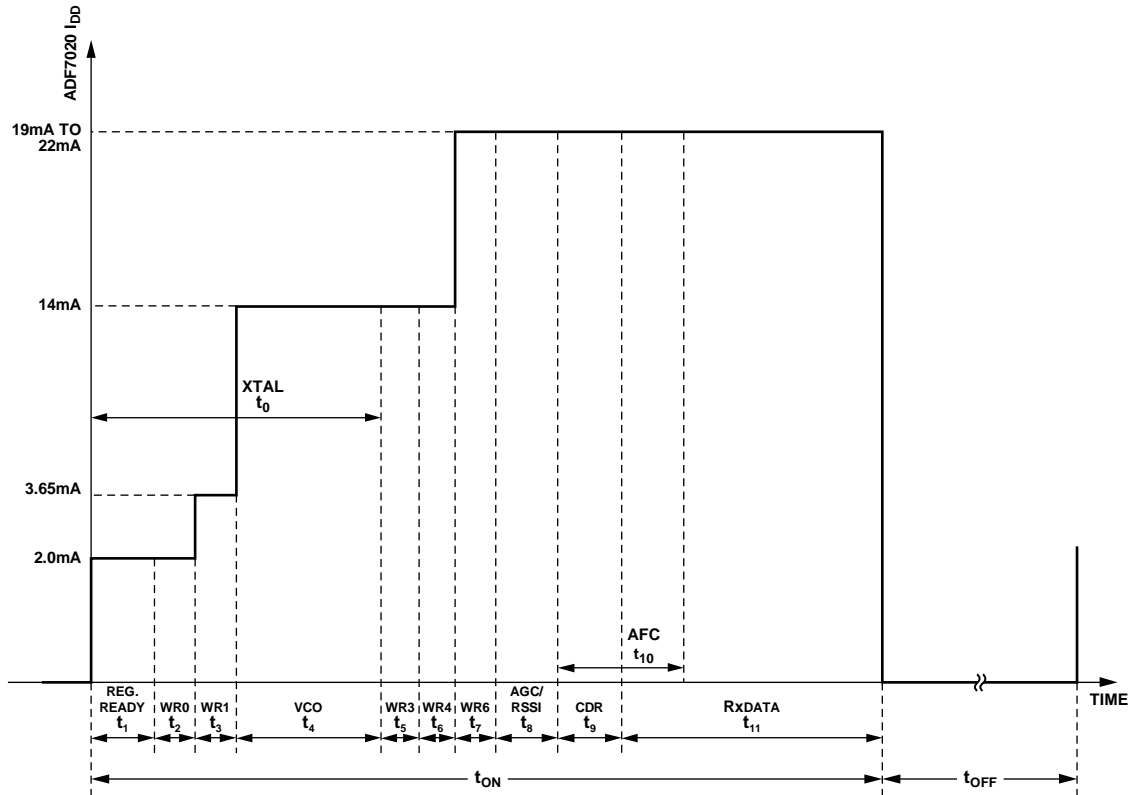 ADF7020 IDD
19mA TO
22mA
14mA
XTAL
t0
3.65mA
2.0mA
AFC
t10
REG.
READY
t1
WR0
t2
WR1
t3
VCO
t4
WR3
t5
WR4
t6
WR6
t7
AGC/
RSSI
t8
CDR
t9
RxDATA
t11
TIME
tON
tOFF